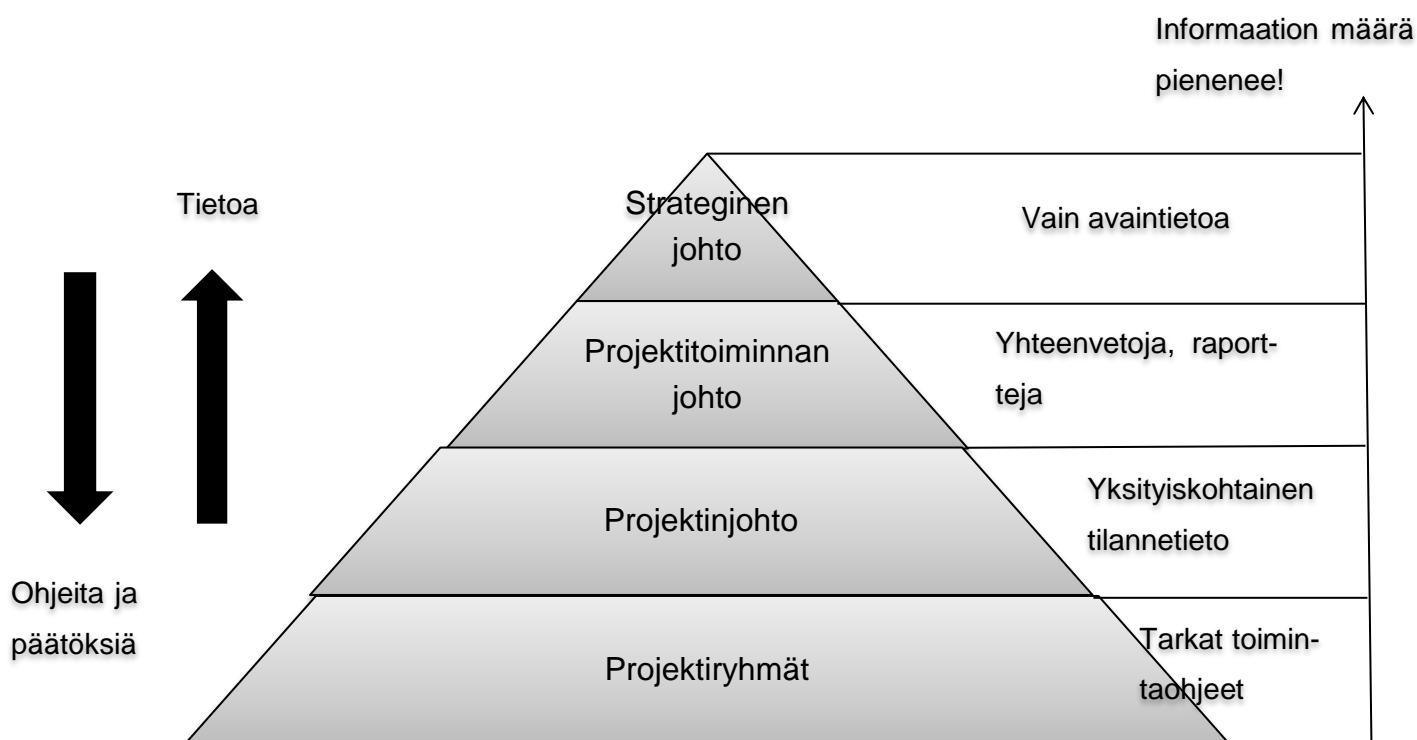 Informaation määrä
pienenee!
Tietoa
Strateginen
johto
Vain avaintietoa
Projektitoiminnan
johto
Yhteenvetoja, raport-
teja
Projektinjohto
Yksityiskohtainen
tilannetieto
Ohjeita ja
päätöksiä
Projektiryhmät
Tarkat toimin-
taohjeet